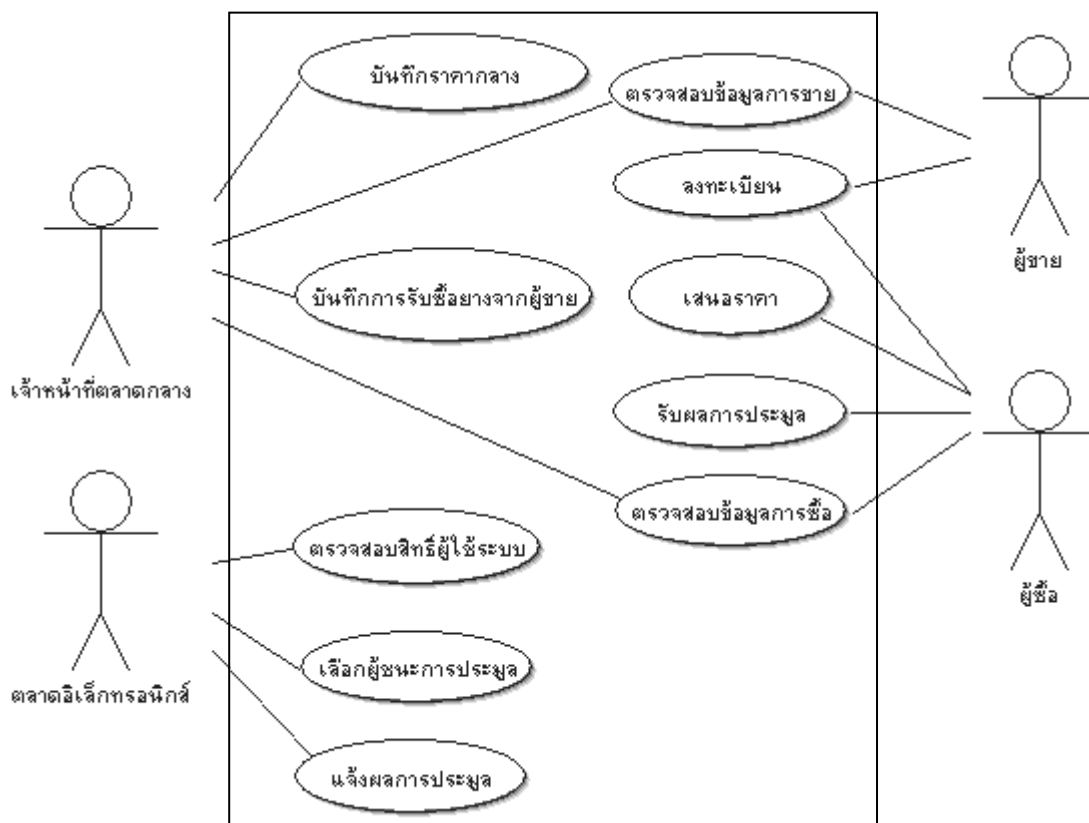 บันทึกราคากลาง
ตรวจสอบข้อมูลการขาย
ลงทะเบียน
ผู้ขาย
บันทึกการรับซื้อยางจากผู้ขาย
เสนอราคา
เจ้าหน้าที่ตลาดกลาง
รับผลการประมูล
ตรวจสอบข้อมูลการซื้อ
ตรวจสอบสิทธิ์ผู้ใช้ระบบ
ผู้ซื้อ
เลือกผู้ชนะการประมูล
ตลาดอิเล็กทรอนิกส์
แจ้งผลการประมูล